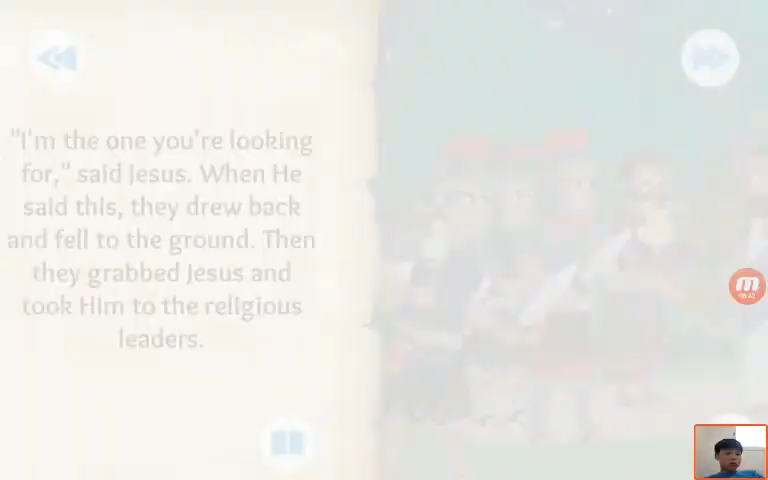 "I'm the one you're looking
for," said Jesus. When He
said this, they drew back
and fell to the ground. Then
they grabbed Jesus and
took Him to the religious
leaders.